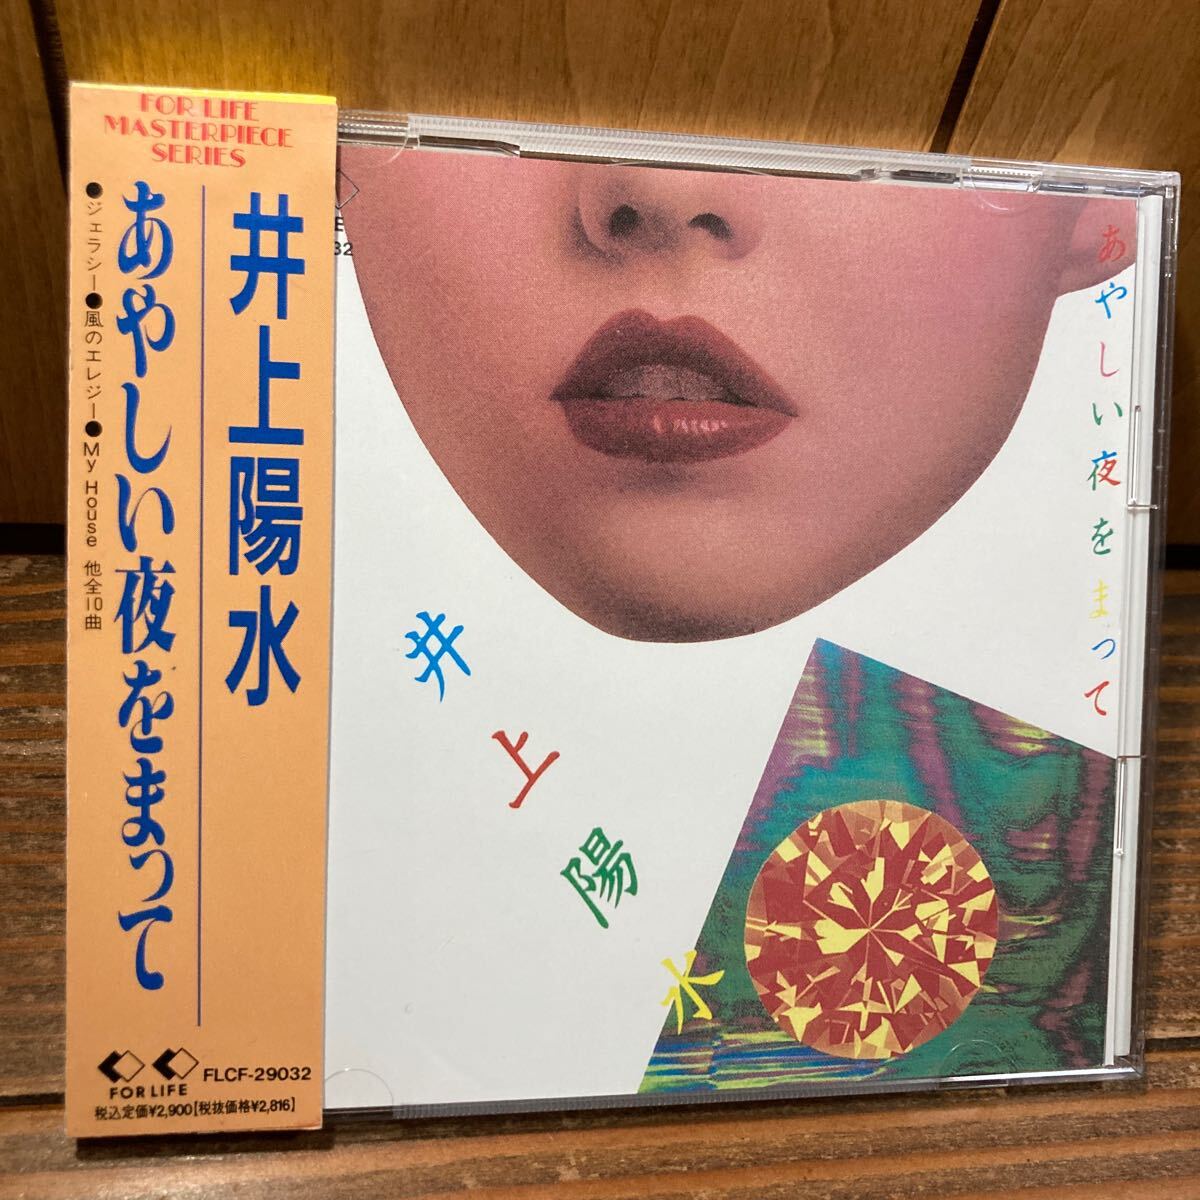 FOR LIFE
MASTERPIECE
SERIES
井上陽水
あやしい夜をまって
●ジェラシー●風のエレジー●My House 他全10曲
FOR LIFE
FLCF-29032
税込定価¥2,900[税抜価格¥2,816]
E
32
あやしい夜をまって
井上陽水